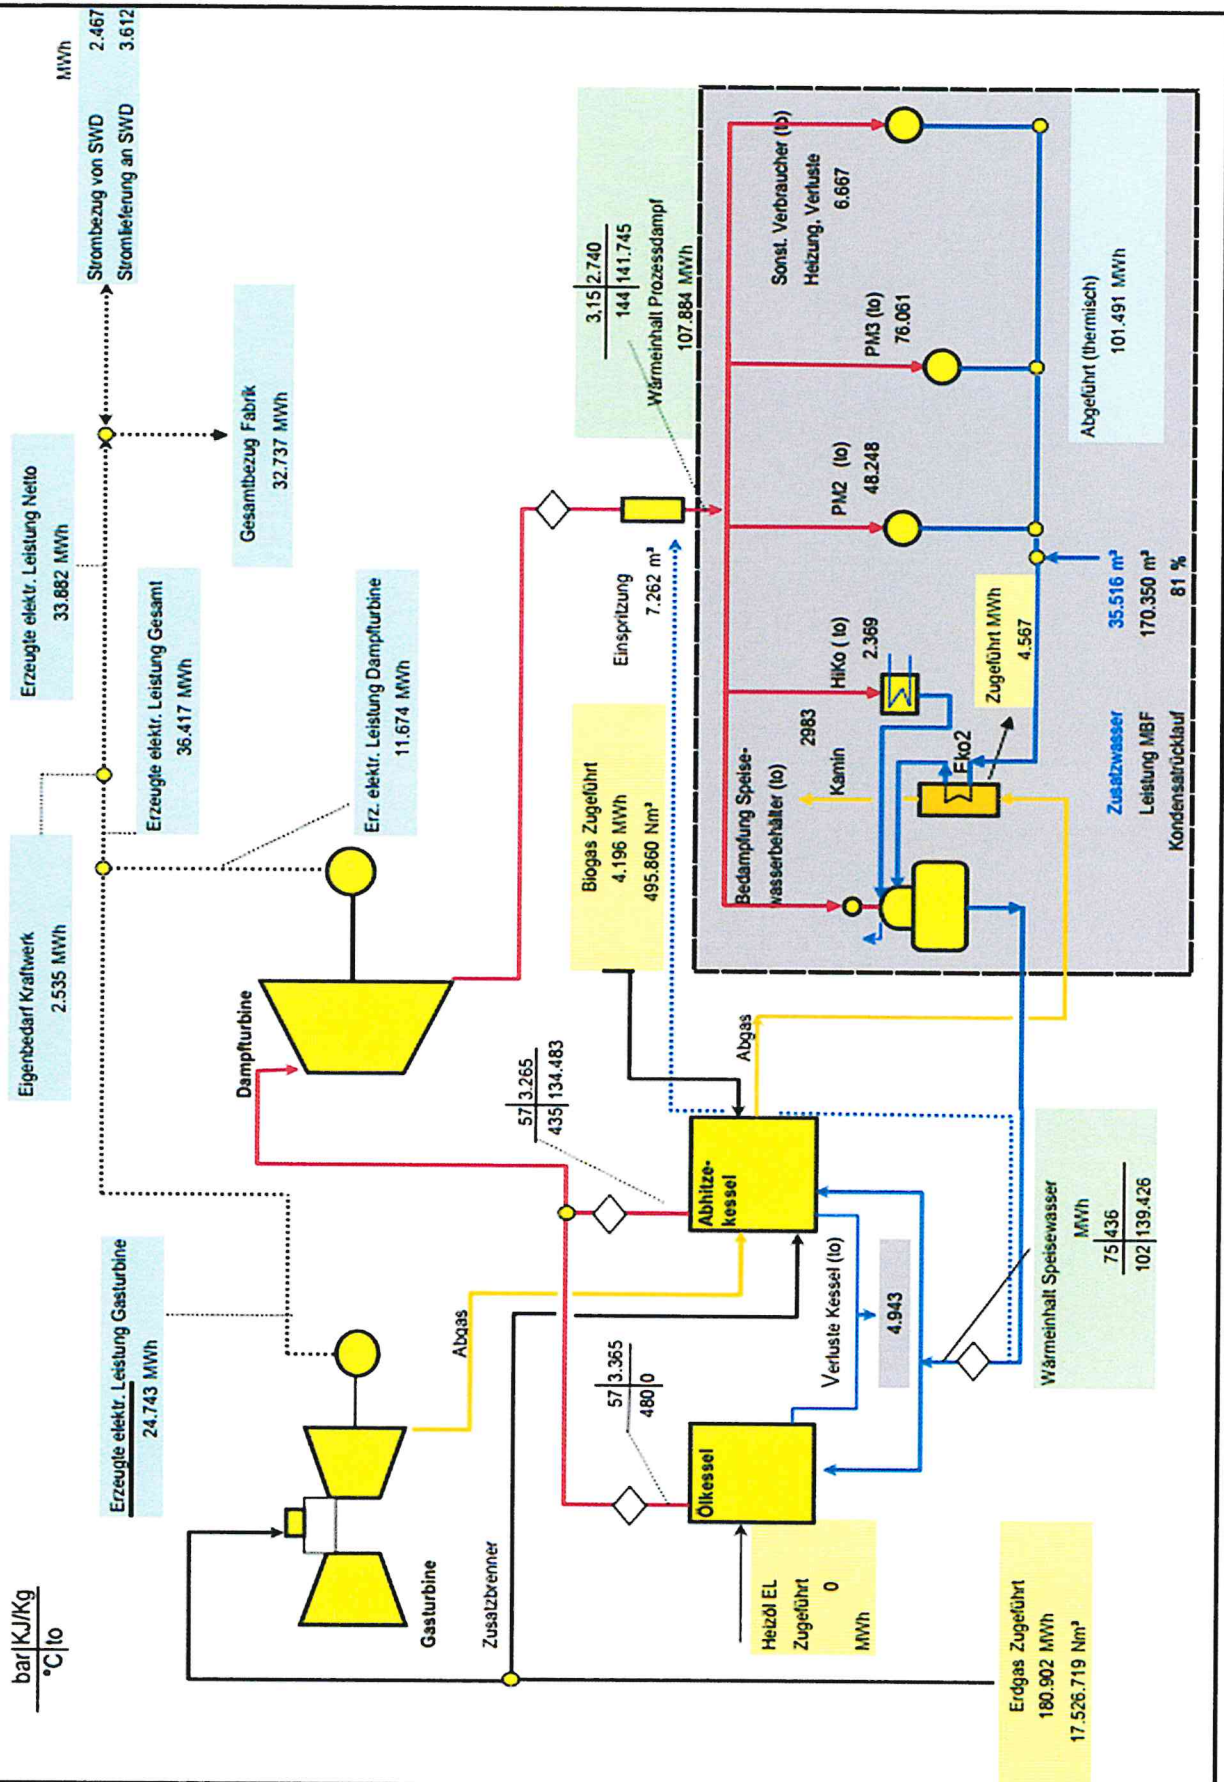 bar|KJ/Kg
°C|to
MWh
Strombezug von SWD 2.467
Stromlieferung an SWD 3.612
Erzeugte elektr. Leistung Netto
33.882 MWh
Gesamtbezug Fabrik
32.737 MWh
Eigenbedarf Kraftwerk
2.535 MWh
Erzeugte elektr. Leistung Gesamt
36.417 MWh
Erz. elektr. Leistung Dampfturbine
11.674 MWh
Erzeugte elektr. Leistung Gasturbine
24.743 MWh
Dampfturbine
Gasturbine
Abgas
Zusatzbrenner
57|3.265
435|134.483
57|3.365
480|0
Abhitze-
kessel
Ölkessel
Verluste Kessel (to)
4.943
Heizöl EL
Zugeführt
0
MWh
Erdgas Zugeführt
180.902 MWh
17.526.719 Nm³
Biogas Zugeführt
4.196 MWh
495.860 Nm³
Einspritzung
7.262 m³
Abgas
3,15|2.740
144|141.745
Wärmeinhalt Prozessdampf
107.884 MWh
Bedampfung Speise-
wasserbehälter (to)
2983
Kamin
HiKo (to)
2.369
PM2 (to)
48.248
PM3 (to)
76.061
Sonst. Verbraucher (to)
Heizung, Verluste
6.667
Eko2
Zugeführt MWh
4.567
Abgeführt (thermisch)
101.491 MWh
Zusatzwasser 35.516 m³
Leistung MBF 170.350 m³
Kondensatrücklauf 81 %
Wärmeinhalt Speisewasser
MWh
75|436
102|139.426